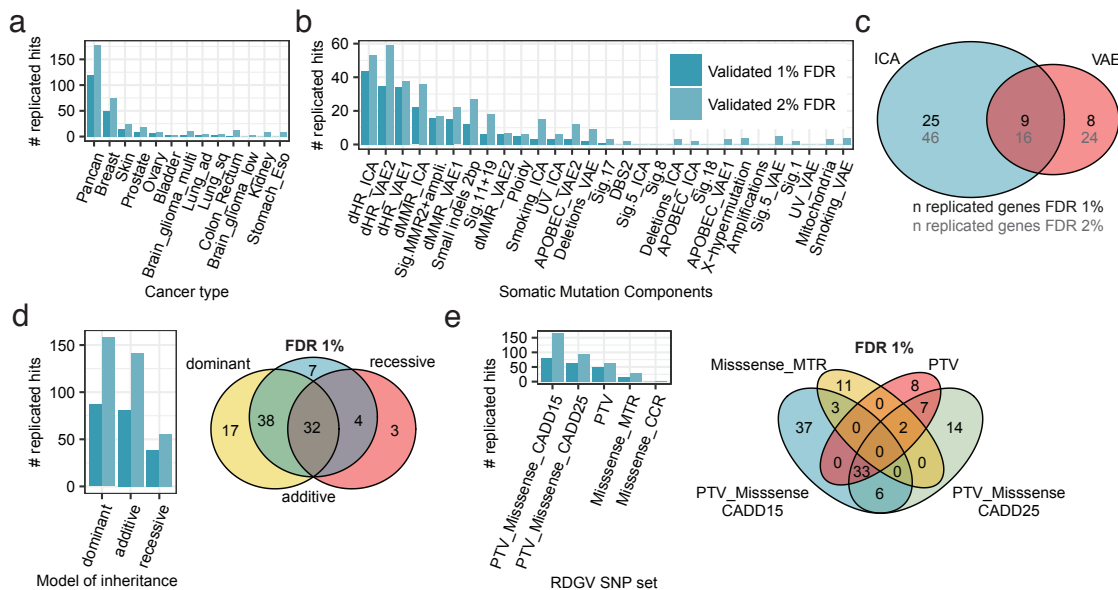 a
# replicated hits
150
100
50
0
Pancan
Breast
Skin
Prostate
Ovary
Bladder
Brain_glioma_multi
Lung_ad
Lung_sq
Colon_Rectum
Brain_glioma_low
Kidney
Stomach_Eso
Cancer type
b
# replicated hits
60
40
20
0
Validated 1% FDR
Validated 2% FDR
dHR_ICA
dHR_VAE2
dHR_VAE1
dMMR_ICA
Sig.MMR2+ampli.
dMMR_VAE1
Small indels 2bp
Sig.11+19
dMMR_VAE2
Ploidy
Smoking_ICA
UV_ICA
APOBEC_VAE2
Deletions_VAE
Sig.17
DBS2
Sig.5_ICA
Sig.8
Deletions_ICA
APOBEC_ICA
Sig.18
APOBEC_VAE1
X-hypermutation
Amplifications
Sig.5_VAE
Sig.1
UV_VAE
Mitochondria
Smoking_VAE
Somatic Mutation Components
c
ICA
VAE
25
9
8
46
16
24
n replicated genes FDR 1%
n replicated genes FDR 2%
d
# replicated hits
150
100
50
0
dominant
additive
recessive
Model of inheritance
FDR 1%
dominant
recessive
7
38
4
17
32
3
additive
e
# replicated hits
150
100
50
0
PTV_Misssense_CADD15
PTV_Misssense_CADD25
PTV
Misssense_MTR
Misssense_CCR
RDGV SNP set
FDR 1%
Misssense_MTR
PTV
11
8
3
0
7
37
0
2
14
0
0
33
0
0
6
PTV_Misssense
CADD15
PTV_Misssense
CADD25